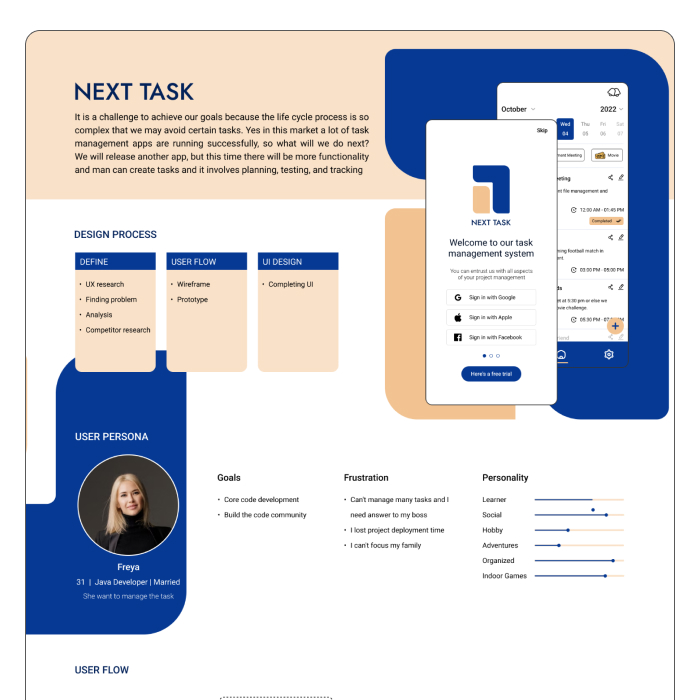 NEXT TASK
It is a challenge to achieve our goals because the life cycle process is so
complex that we may avoid certain tasks. Yes in this market a lot of task
management apps are running successfully, so what will we do next?
We will release another app, but this time there will be more functionality
and man can create tasks and it involves planning, testing, and tracking
October
2022
Wed Thu Fri Sat
04 05 06 07
Movie
nt file management and
12:00 AM - 01:45 PM
Completed
ning football match in
03:00 PM - 05:00 PM
at 5:30 pm or else we
vie challenge.
05:30 PM - 07:
Skip
NEXT TASK
Welcome to our task
management system
You can entrust us with all aspects
of your project management
Sign in with Google
Sign in with Apple
Sign in with Facebook
Here's a free trial
DESIGN PROCESS
DEFINE
• UX research
• Finding problem
• Analysis
• Competitor research
USER FLOW
• Wireframe
• Prototype
UI DESIGN
• Completing UI
USER PERSONA
Freya
31 | Java Developer | Married
She want to manage the task
Goals
• Core code development
• Build the code community
Frustration
• Can't manage many tasks and I
need answer to my boss
• I lost project deployment time
• I can't focus my family
Personality
Learner
Social
Hobby
Adventures
Organized
Indoor Games
USER FLOW